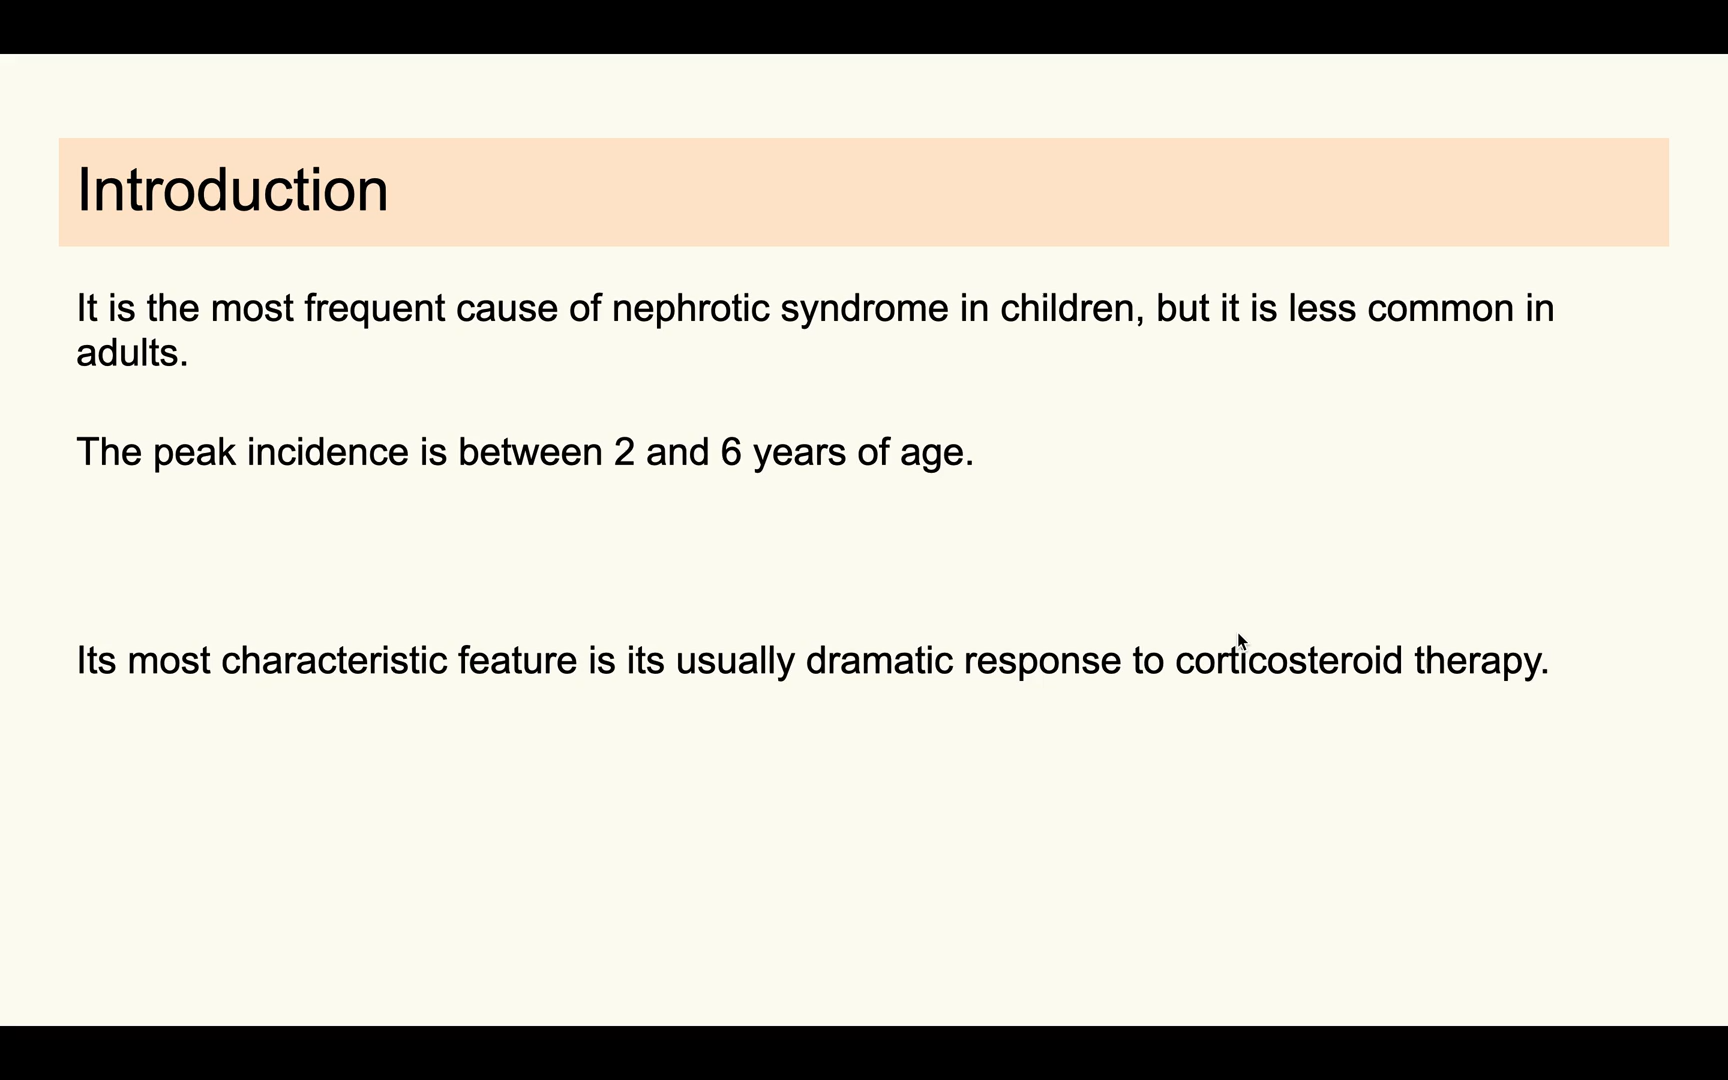 Introduction
It is the most frequent cause of nephrotic syndrome in children, but it is less common in
adults.
The peak incidence is between 2 and 6 years of age.
Its most characteristic feature is its usually dramatic response to corticosteroid therapy.